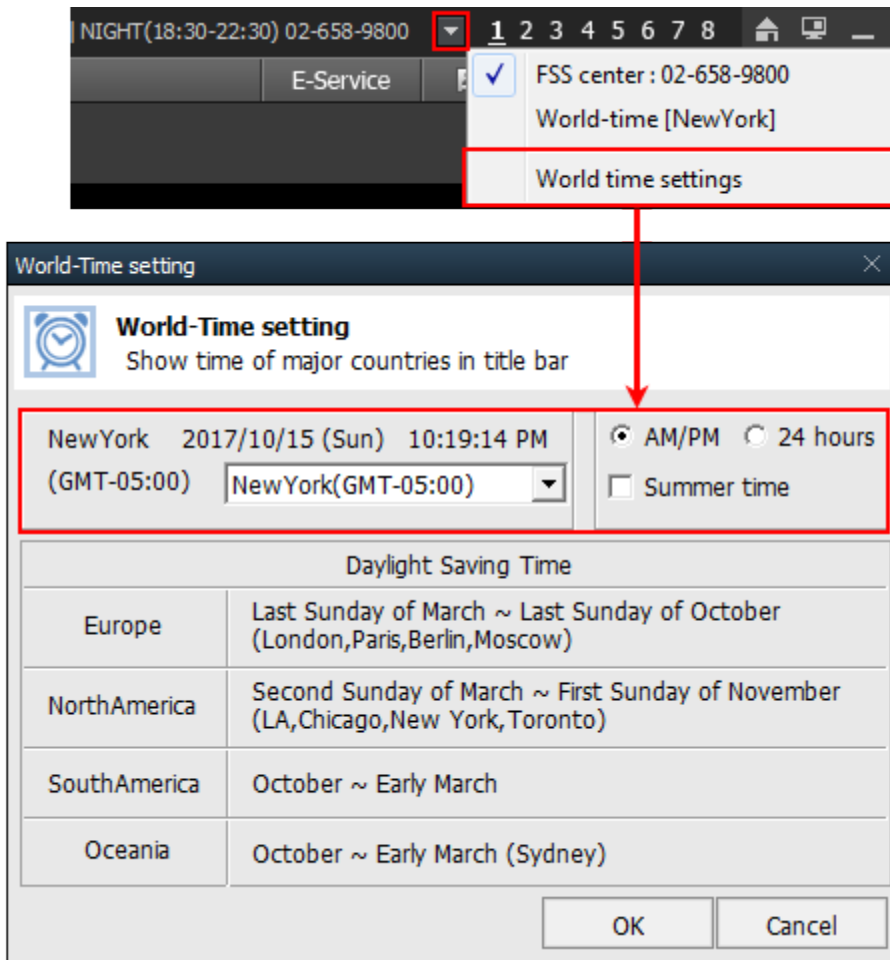 NIGHT(18:30-22:30) 02-658-9800
1 2 3 4 5 6 7 8
E-Service
FSS center : 02-658-9800
World-time [NewYork]
World time settings
World-Time setting
World-Time setting
Show time of major countries in title bar
NewYork 2017/10/15 (Sun) 10:19:14 PM
AM/PM 24 hours
(GMT-05:00) NewYork(GMT-05:00)
Summer time
Daylight Saving Time
Europe
Last Sunday of March ~ Last Sunday of October
(London,Paris,Berlin,Moscow)
NorthAmerica
Second Sunday of March ~ First Sunday of November
(LA,Chicago,New York,Toronto)
SouthAmerica
October ~ Early March
Oceania
October ~ Early March (Sydney)
OK
Cancel